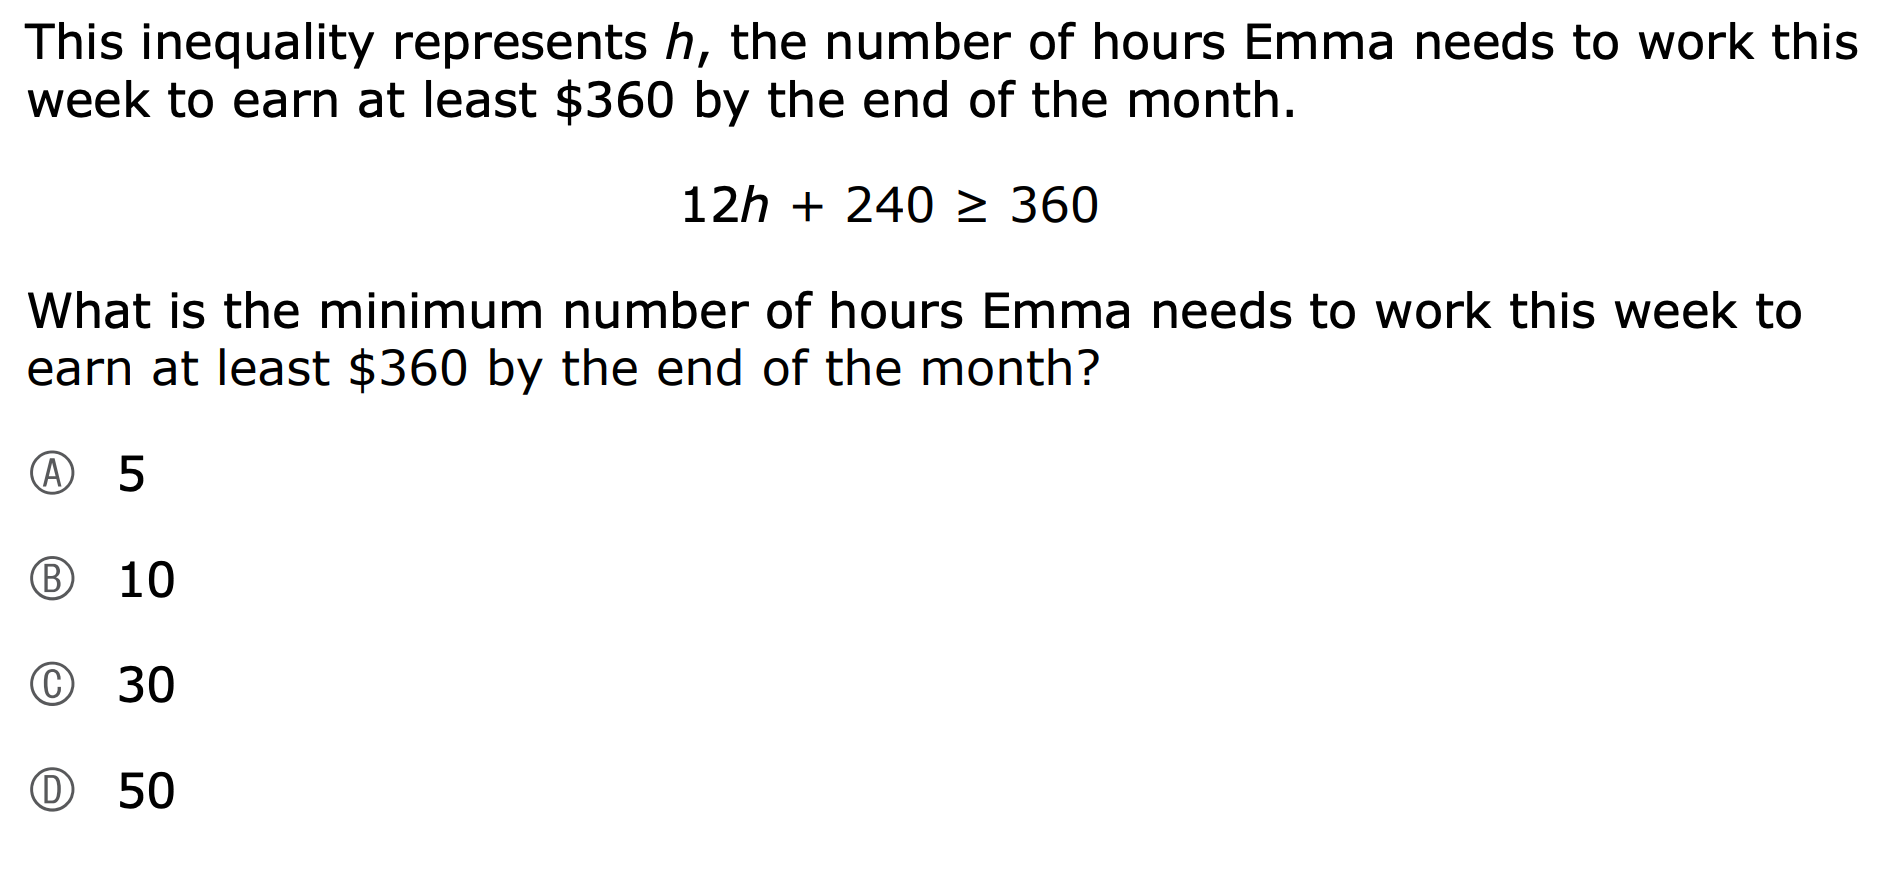 This inequality represents h, the number of hours Emma needs to work this
week to earn at least $360 by the end of the month.
12h + 240 ≥ 360
What is the minimum number of hours Emma needs to work this week to
earn at least $360 by the end of the month?
Ⓐ 5
Ⓑ 10
Ⓒ 30
Ⓓ 50